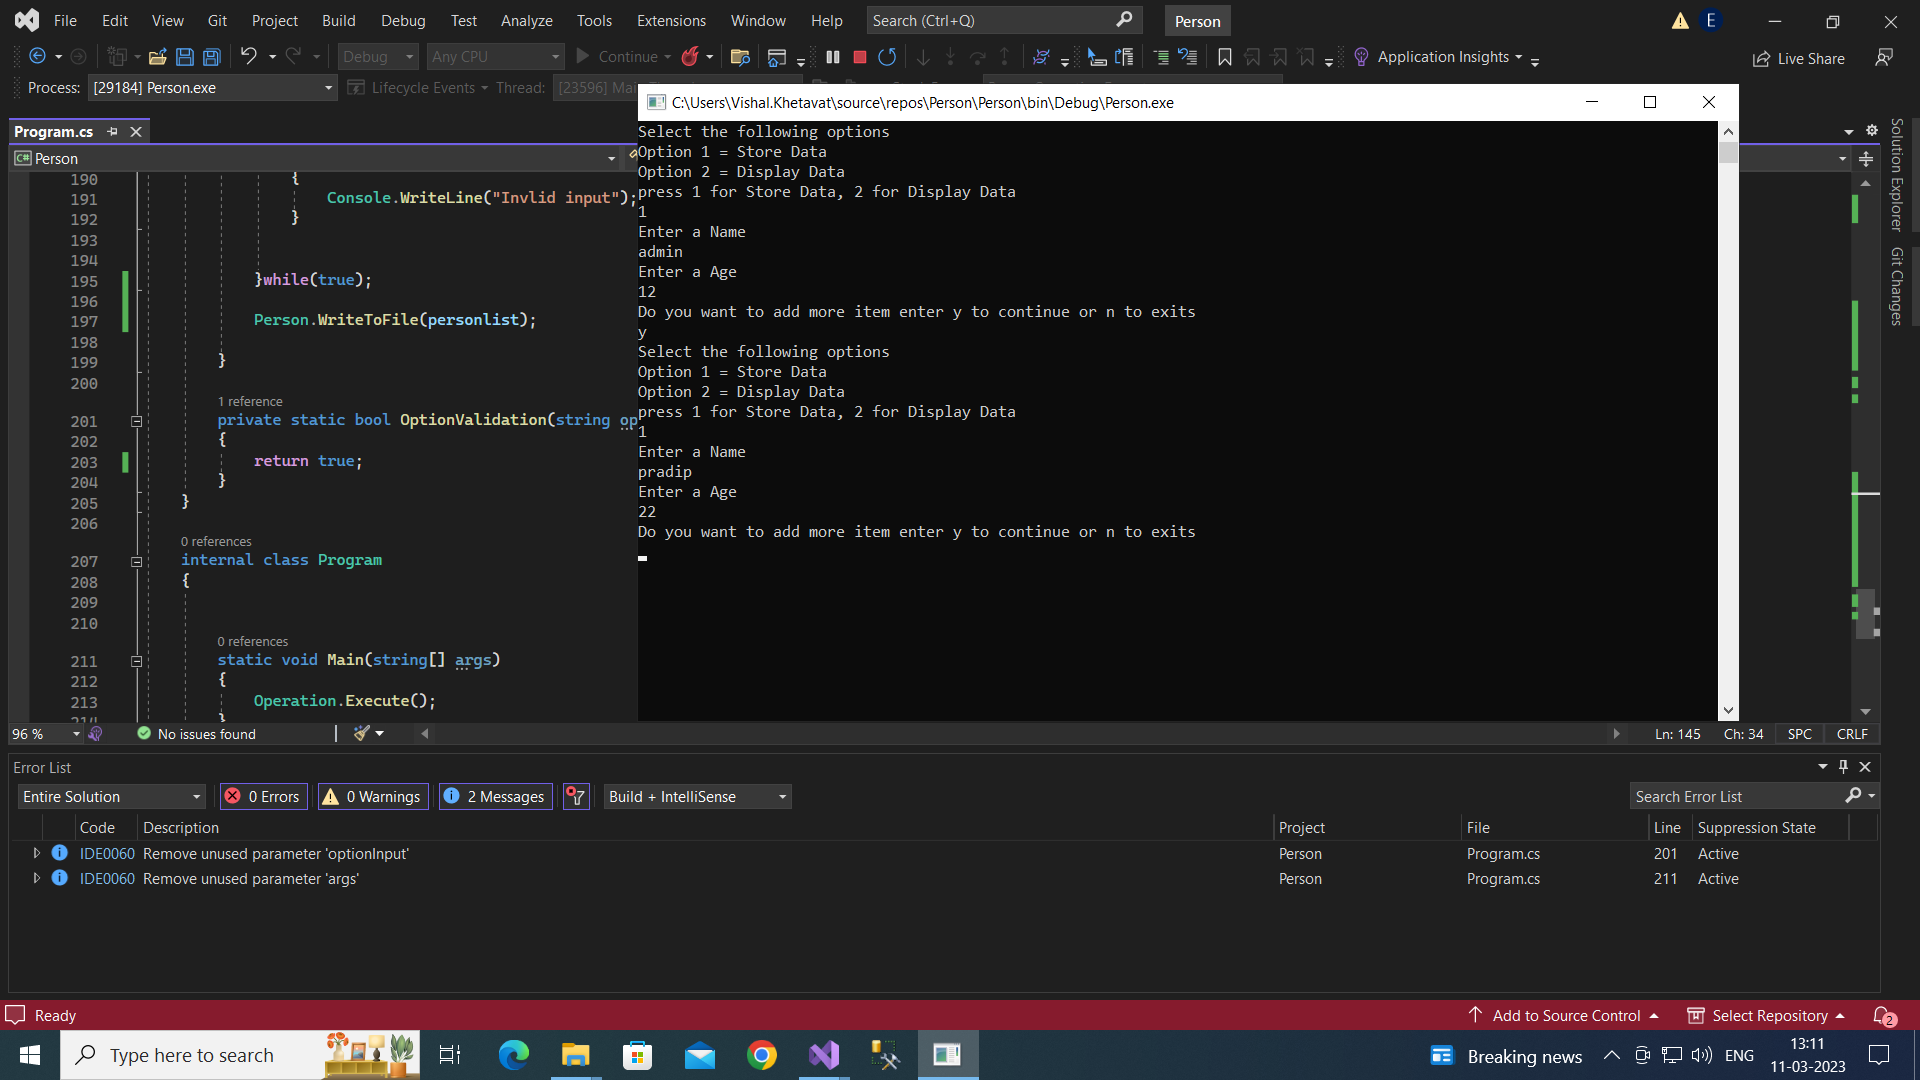 File Edit View Git Project Build Debug Test Analyze Tools Extensions Window Help Search (Ctrl+Q) Person E
Debug Any CPU Continue Application Insights Live Share
Process: [29184] Person.exe Lifecycle Events Thread:
C:\Users\Vishal.Khetavat\source\repos\Person\Person\bin\Debug\Person.exe
Program.cs
C# Person
190 {
191 Console.WriteLine("Invlid input");
192 }
193
194
195 }while(true);
196
197 Person.WriteToFile(personlist);
198
199 }
200
1 reference
201 private static bool OptionValidation(string op
202 {
203 return true;
204 }
205 }
206
0 references
207 internal class Program
208 {
209
210
0 references
211 static void Main(string[] args)
212 {
213 Operation.Execute();
214 }
Select the following options
Option 1 = Store Data
Option 2 = Display Data
press 1 for Store Data, 2 for Display Data
1
Enter a Name
admin
Enter a Age
12
Do you want to add more item enter y to continue or n to exits
y
Select the following options
Option 1 = Store Data
Option 2 = Display Data
press 1 for Store Data, 2 for Display Data
1
Enter a Name
pradip
Enter a Age
22
Do you want to add more item enter y to continue or n to exits
Solution Explorer
Git Changes
96 % No issues found Ln: 145 Ch: 34 SPC CRLF
Error List
Entire Solution 0 Errors 0 Warnings 2 Messages Build + IntelliSense Search Error List
Code Description Project File Line Suppression State
IDE0060 Remove unused parameter 'optionInput' Person Program.cs 201 Active
IDE0060 Remove unused parameter 'args' Person Program.cs 211 Active
Ready Add to Source Control Select Repository 2
Type here to search Breaking news ENG 13:11
11-03-2023